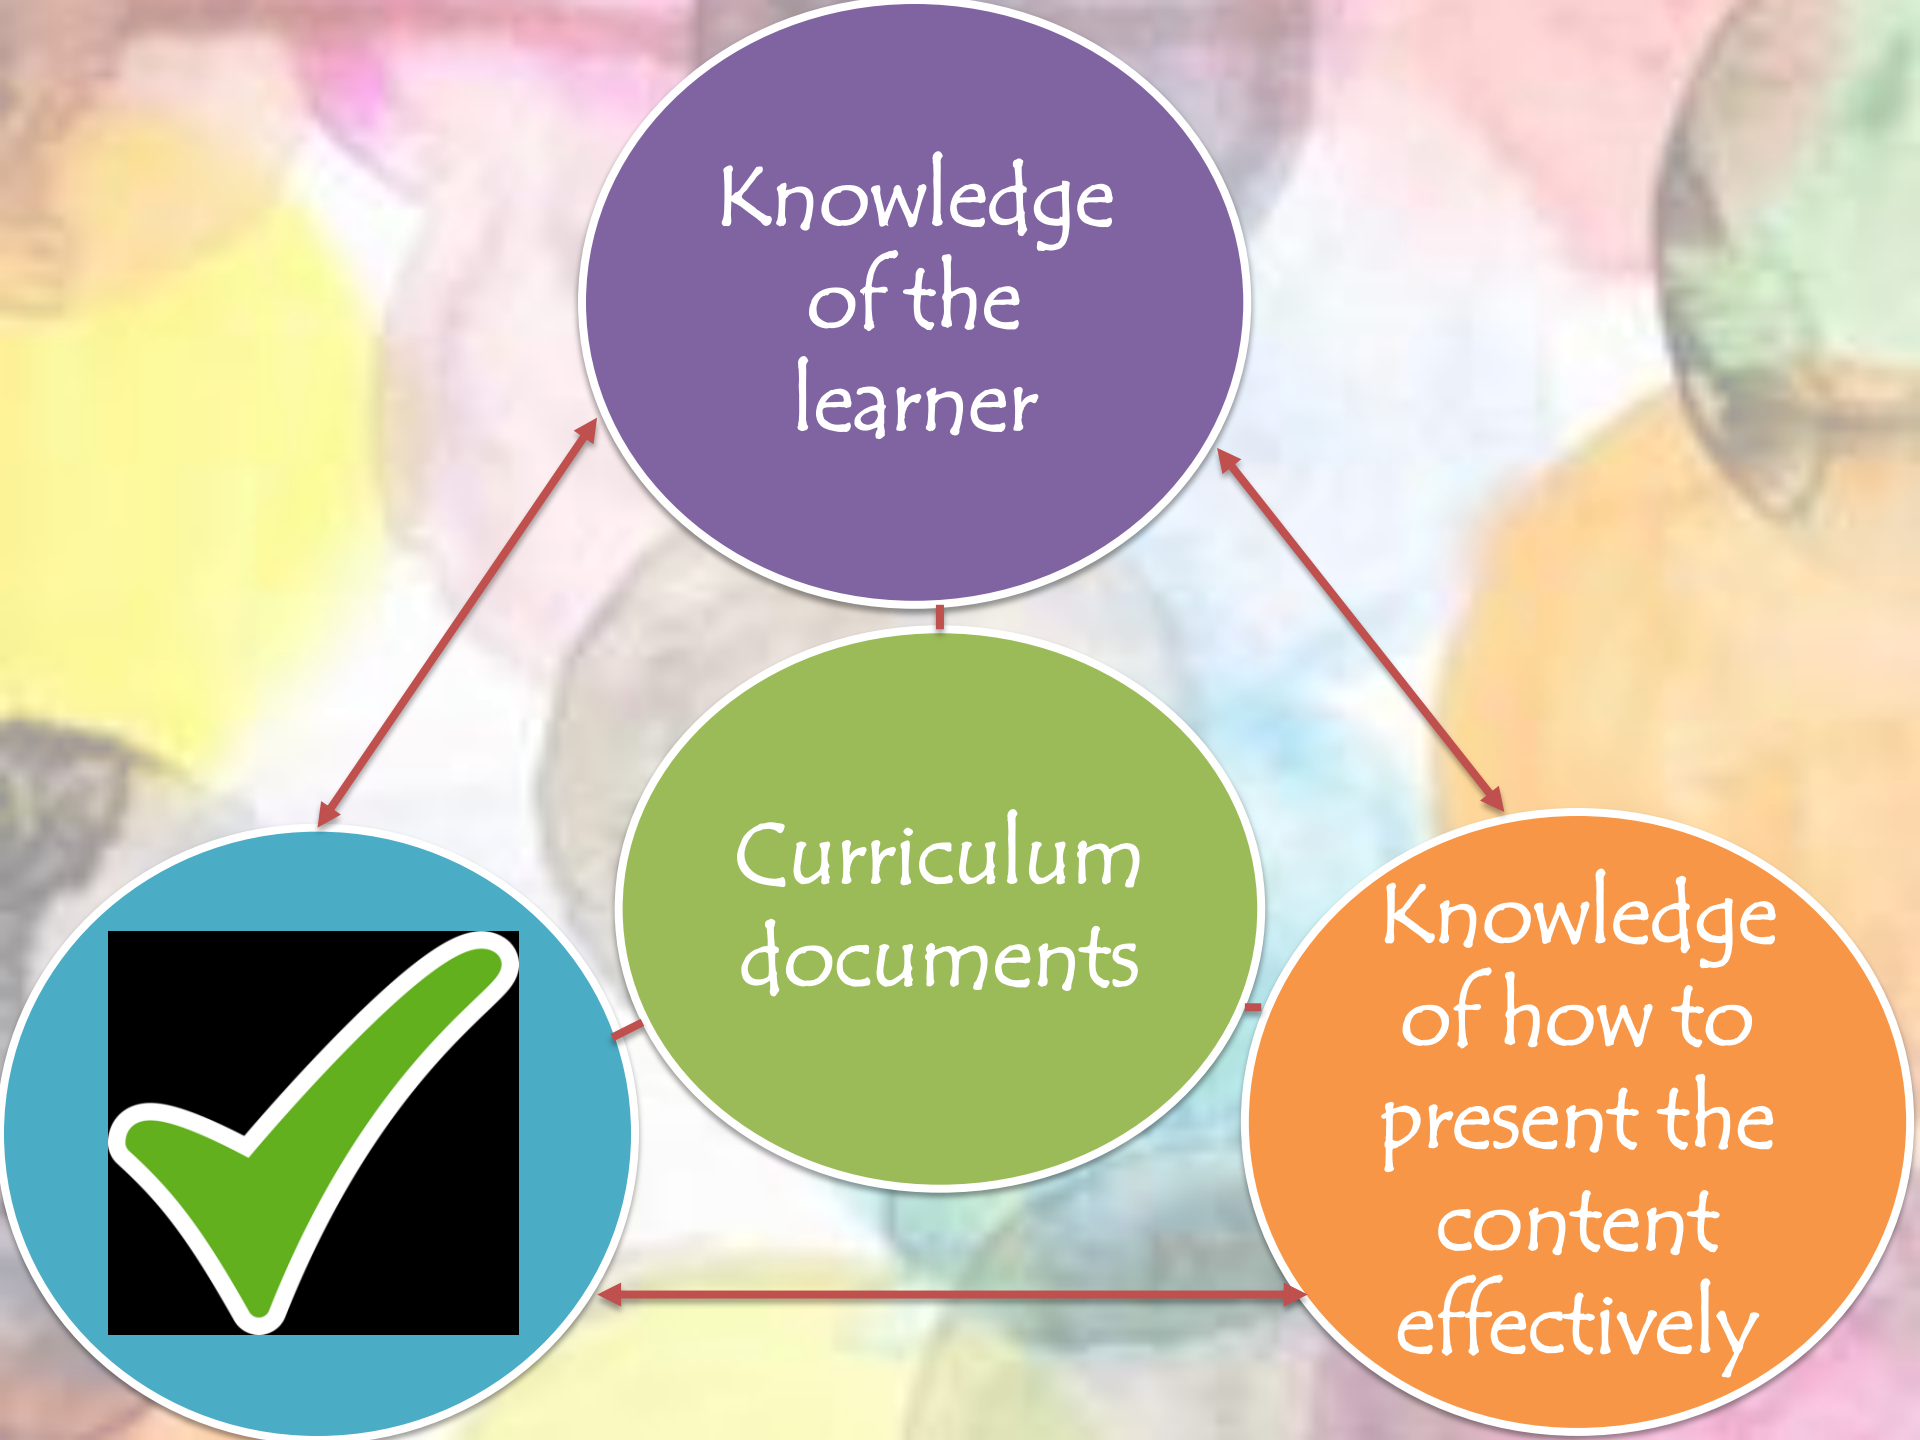 Knowledge
of the
learner
Curriculum
documents
Knowledge
of how to
present the
content
effectively